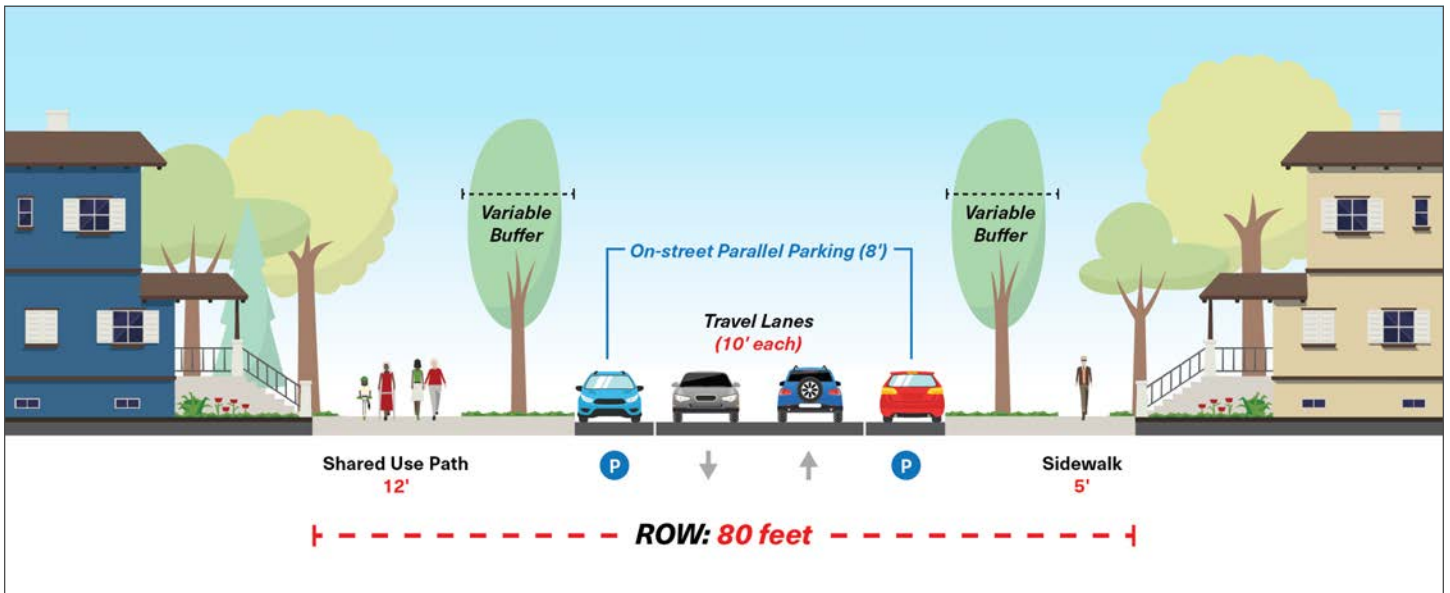 Variable
Buffer
Variable
Buffer
On-street Parallel Parking (8')
Travel Lanes
(10' each)
Shared Use Path
12'
P
P
Sidewalk
5'
ROW: 80 feet